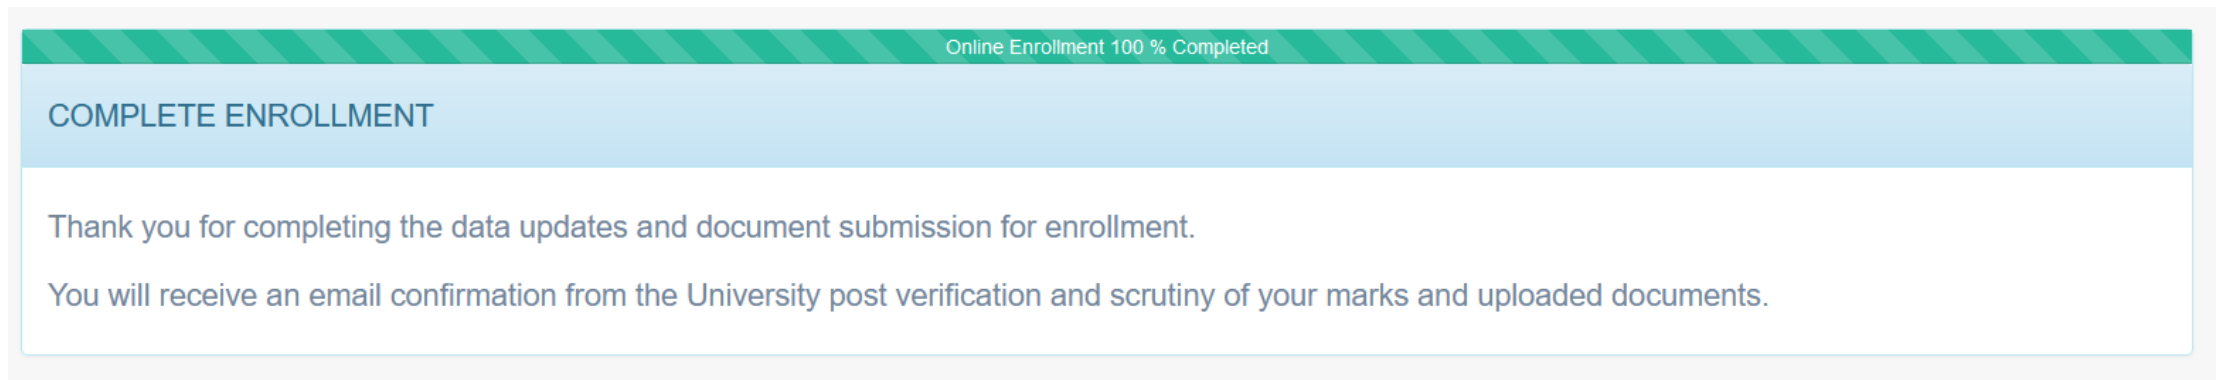 Online Enrollment 100 % Completed
COMPLETE ENROLLMENT
Thank you for completing the data updates and document submission for enrollment.
You will receive an email confirmation from the University post verification and scrutiny of your marks and uploaded documents.